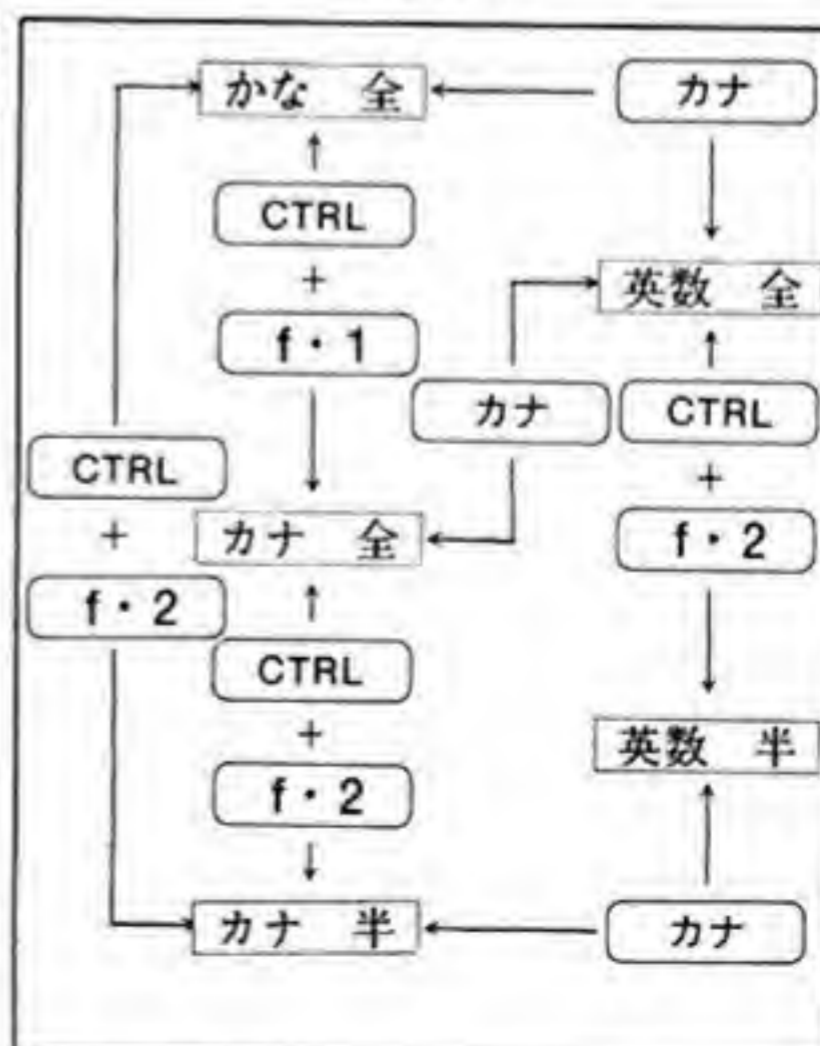 かな 全
カナ
CTRL
+
f・1
英数 全
カナ
CTRL
+
f・2
CTRL
+
f・2
カナ 全
CTRL
+
f・2
英数 半
カナ 半
カナ